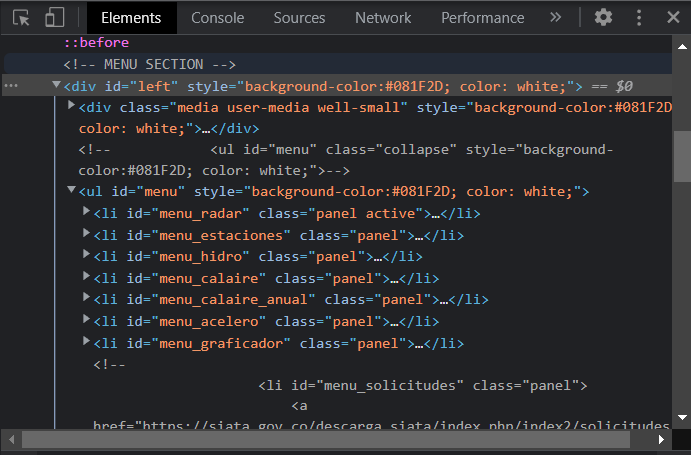 Elements Console Sources Network Performance »
::before
<!-- MENU SECTION -->
… ▼<div id="left" style="background-color:#081F2D; color: white;"> == $0
▶<div class="media user-media well-small" style="background-color:#081F2D
color: white;">…</div>
<!-- <ul id="menu" class="collapse" style="background-
color:#081F2D; color: white;">-->
▼<ul id="menu" style="background-color:#081F2D; color: white;">
▶<li id="menu_radar" class="panel active">…</li>
▶<li id="menu_estaciones" class="panel">…</li>
▶<li id="menu_hidro" class="panel">…</li>
▶<li id="menu_calaire" class="panel">…</li>
▶<li id="menu_calaire_anual" class="panel">…</li>
▶<li id="menu_acelero" class="panel">…</li>
▶<li id="menu_graficador" class="panel">…</li>
<!--
<li id="menu_solicitudes" class="panel">
<a
href="https://siata.gov.co/descarga_siata/index.php/index2/solicitudes